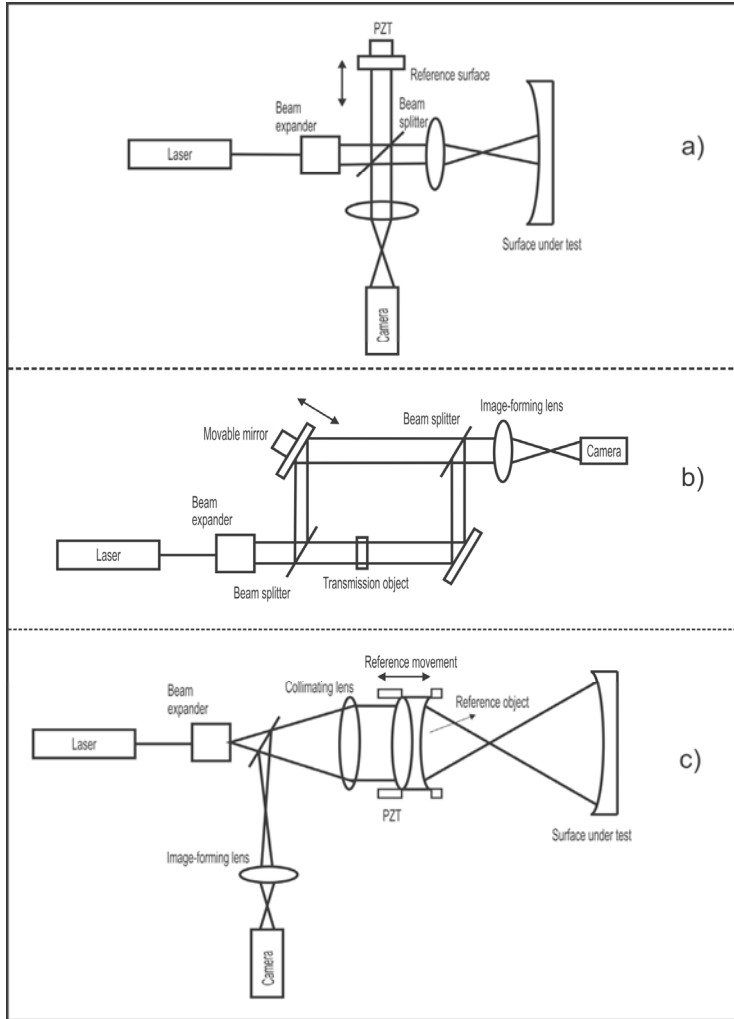 PZT
Reference surface
Beam
expander
Beam
splitter
Laser
a)
Surface under test
Camera
Beam splitter
Image-forming lens
Movable mirror
Camera
b)
Beam
expander
Laser
Beam splitter
Transmission object
Reference movement
Collimating lens
Beam
expander
Reference object
Laser
c)
PZT
Surface under test
Image-forming lens
Camera